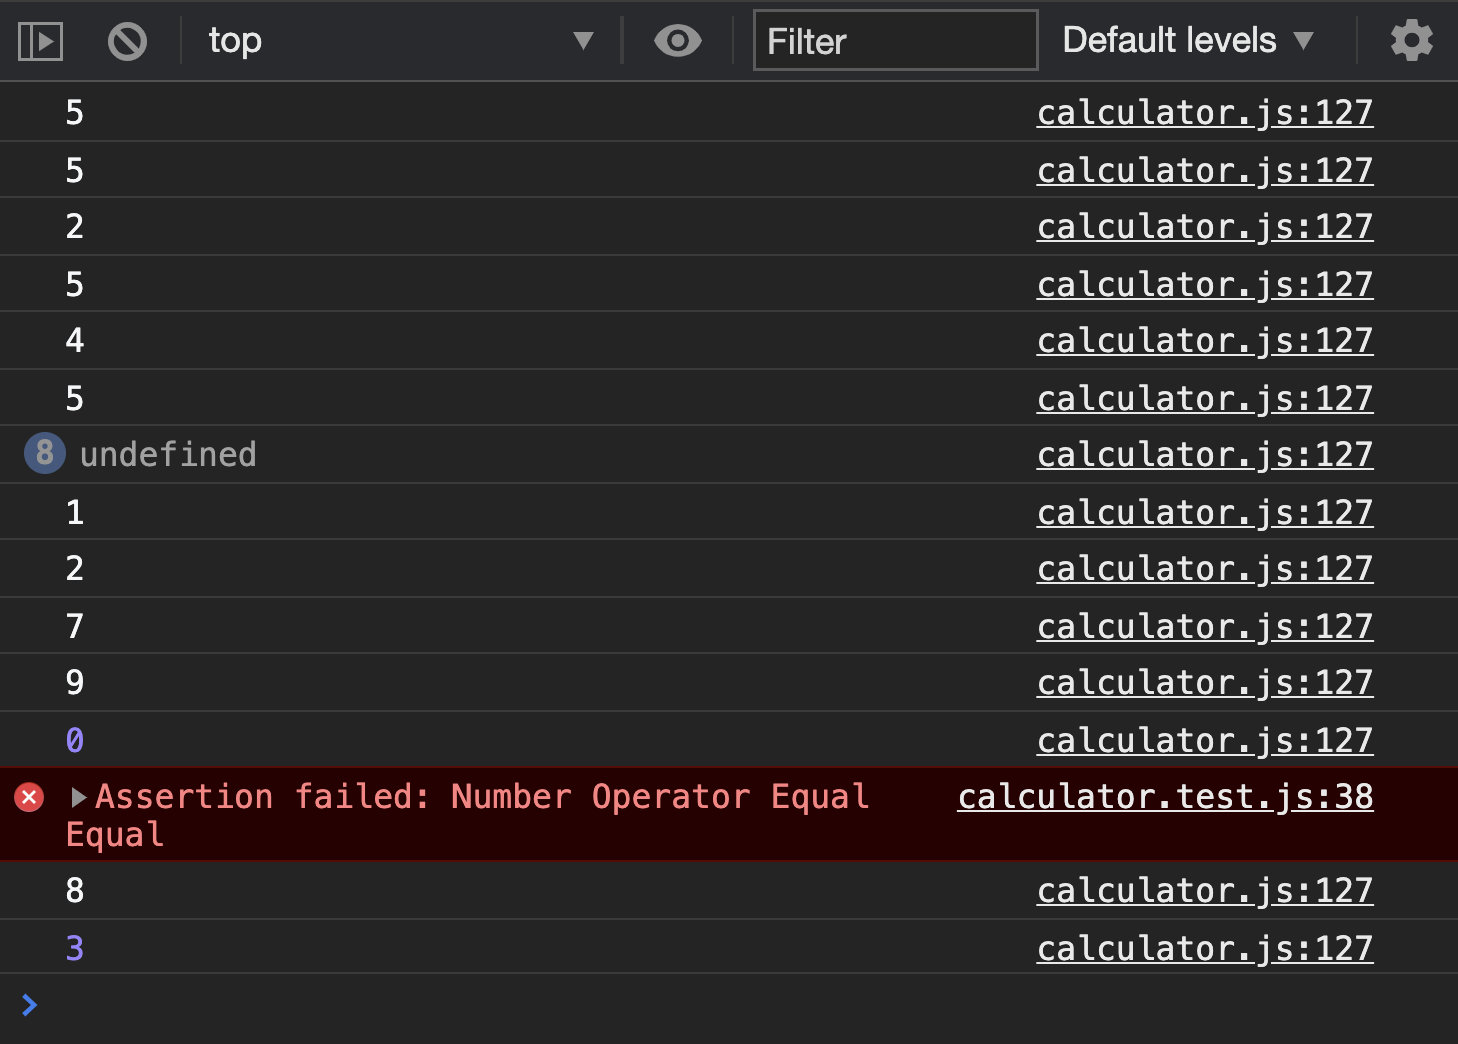 top Filter Default levels
5 calculator.js:127
5 calculator.js:127
2 calculator.js:127
5 calculator.js:127
4 calculator.js:127
5 calculator.js:127
8 undefined calculator.js:127
1 calculator.js:127
2 calculator.js:127
7 calculator.js:127
9 calculator.js:127
0 calculator.js:127
Assertion failed: Number Operator Equal calculator.test.js:38
Equal
8 calculator.js:127
3 calculator.js:127